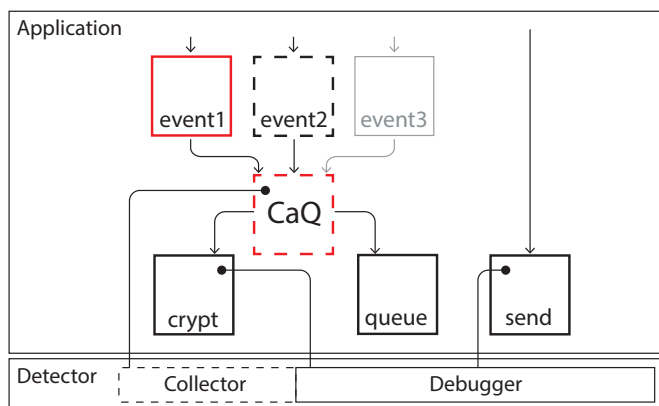 Application
event1 event2 event3
CaQ
crypt queue send
Detector Collector Debugger